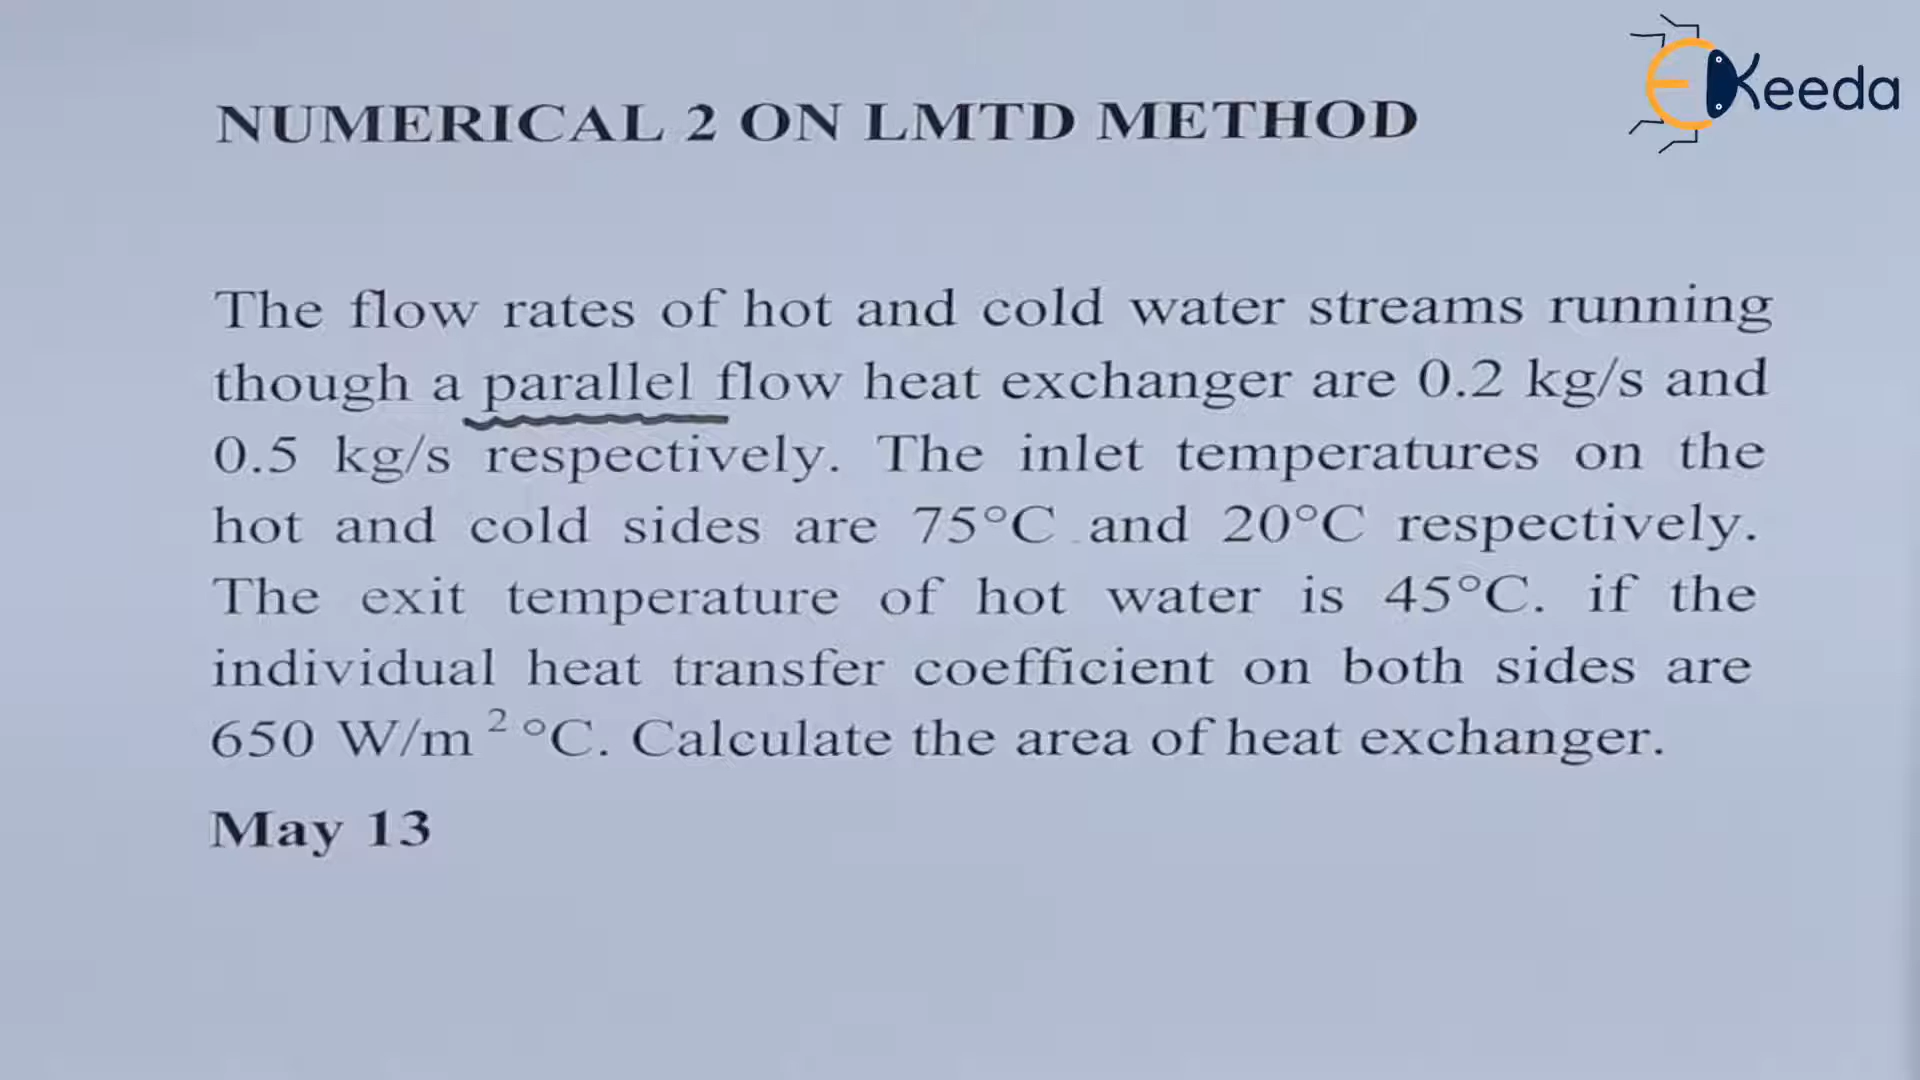 EKeeda
NUMERICAL 2 ON LMTD METHOD
The flow rates of hot and cold water streams running
though a parallel flow heat exchanger are 0.2 kg/s and
0.5 kg/s respectively. The inlet temperatures on the
hot and cold sides are 75°C and 20°C respectively.
The exit temperature of hot water is 45°C. if the
individual heat transfer coefficient on both sides are
650 W/m ² °C. Calculate the area of heat exchanger.
May 13